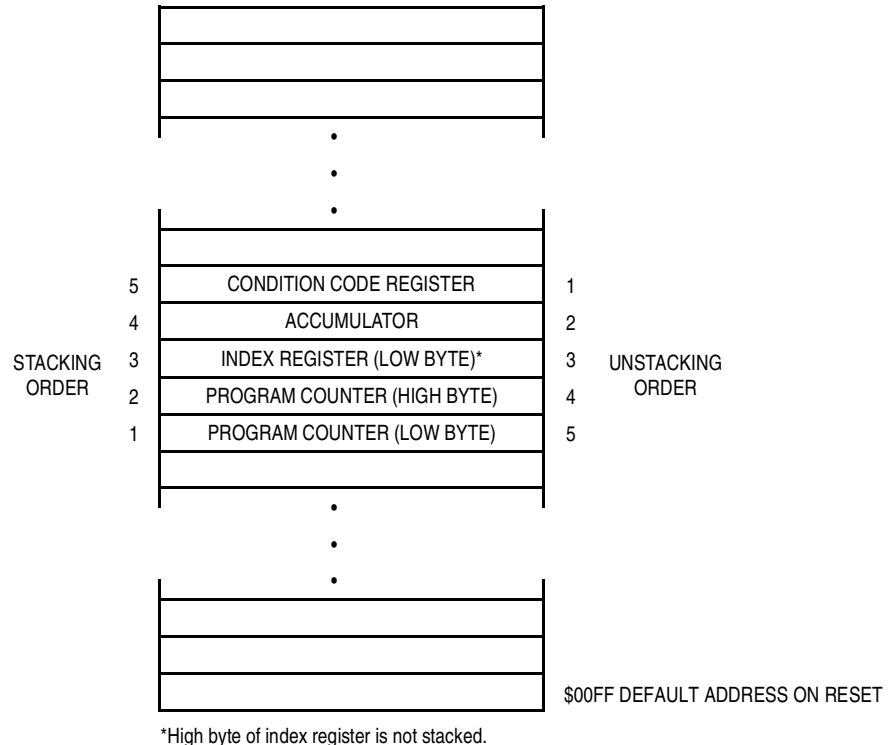 5 CONDITION CODE REGISTER 1
4 ACCUMULATOR 2
STACKING ORDER
3 INDEX REGISTER (LOW BYTE)* 3
UNSTACKING ORDER
2 PROGRAM COUNTER (HIGH BYTE) 4
1 PROGRAM COUNTER (LOW BYTE) 5
$00FF DEFAULT ADDRESS ON RESET
*High byte of index register is not stacked.